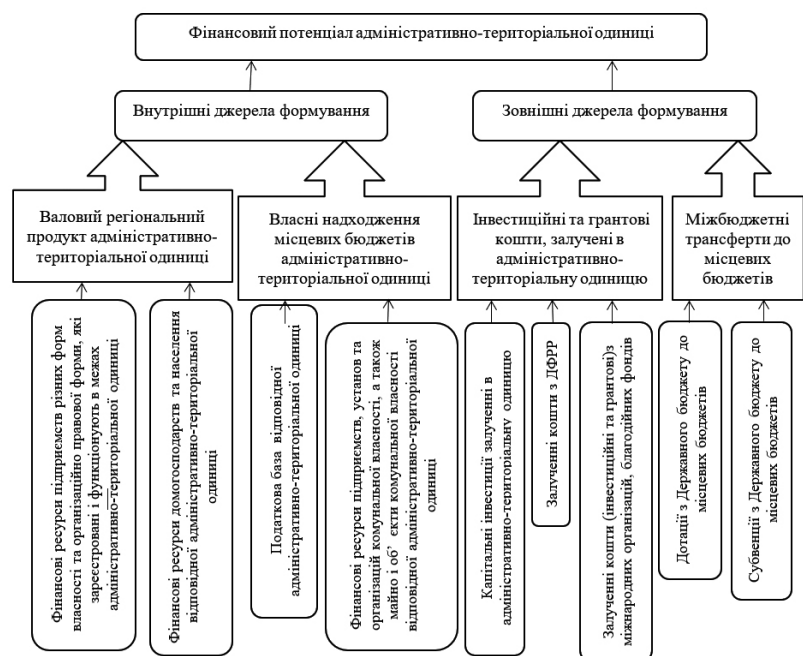 Фінансовий потенціал адміністративно-територіальної одиниці
Внутрішні джерела формування
Зовнішні джерела формування
Валовий регіональний
продукт адміністративно-
територіальної одиниці
Власні надходження
місцевих бюджетів
адміністративно-
територіальної одиниці
Інвестиційні та грантові
кошти, залучені в
адміністративно-
територіальну одиницю
Міжбюджетні
трансферти до
місцевих
бюджетів
Фінансові ресурси підприємств різних форм
власності та організаційно правової форми, які
зареєстровані і функціонують в межах
адміністративно-територіальної одиниці
Фінансові ресурси домогосподарств та населення
відповідної адміністративно-територіальної
одиниці
Податкова база відповідної
адміністративно-територіальної одиниці
Фінансові ресурси підприємств, установ та
організацій комунальної власності, а також
майно і об’ єкти комунальної власності
відповідної адміністративно-територіальної
одиниці
Капітальні інвестиції залученні в
адміністративно-територіальну одиницю
Залученні кошти з ДФРР
Залученні кошти (інвестиційні та грантові)з
міжнародних організацій, благодійних фондів
Дотації з Державного бюджету до
місцевих бюджетів
Субвенції з Державного бюджету до
місцевих бюджетів